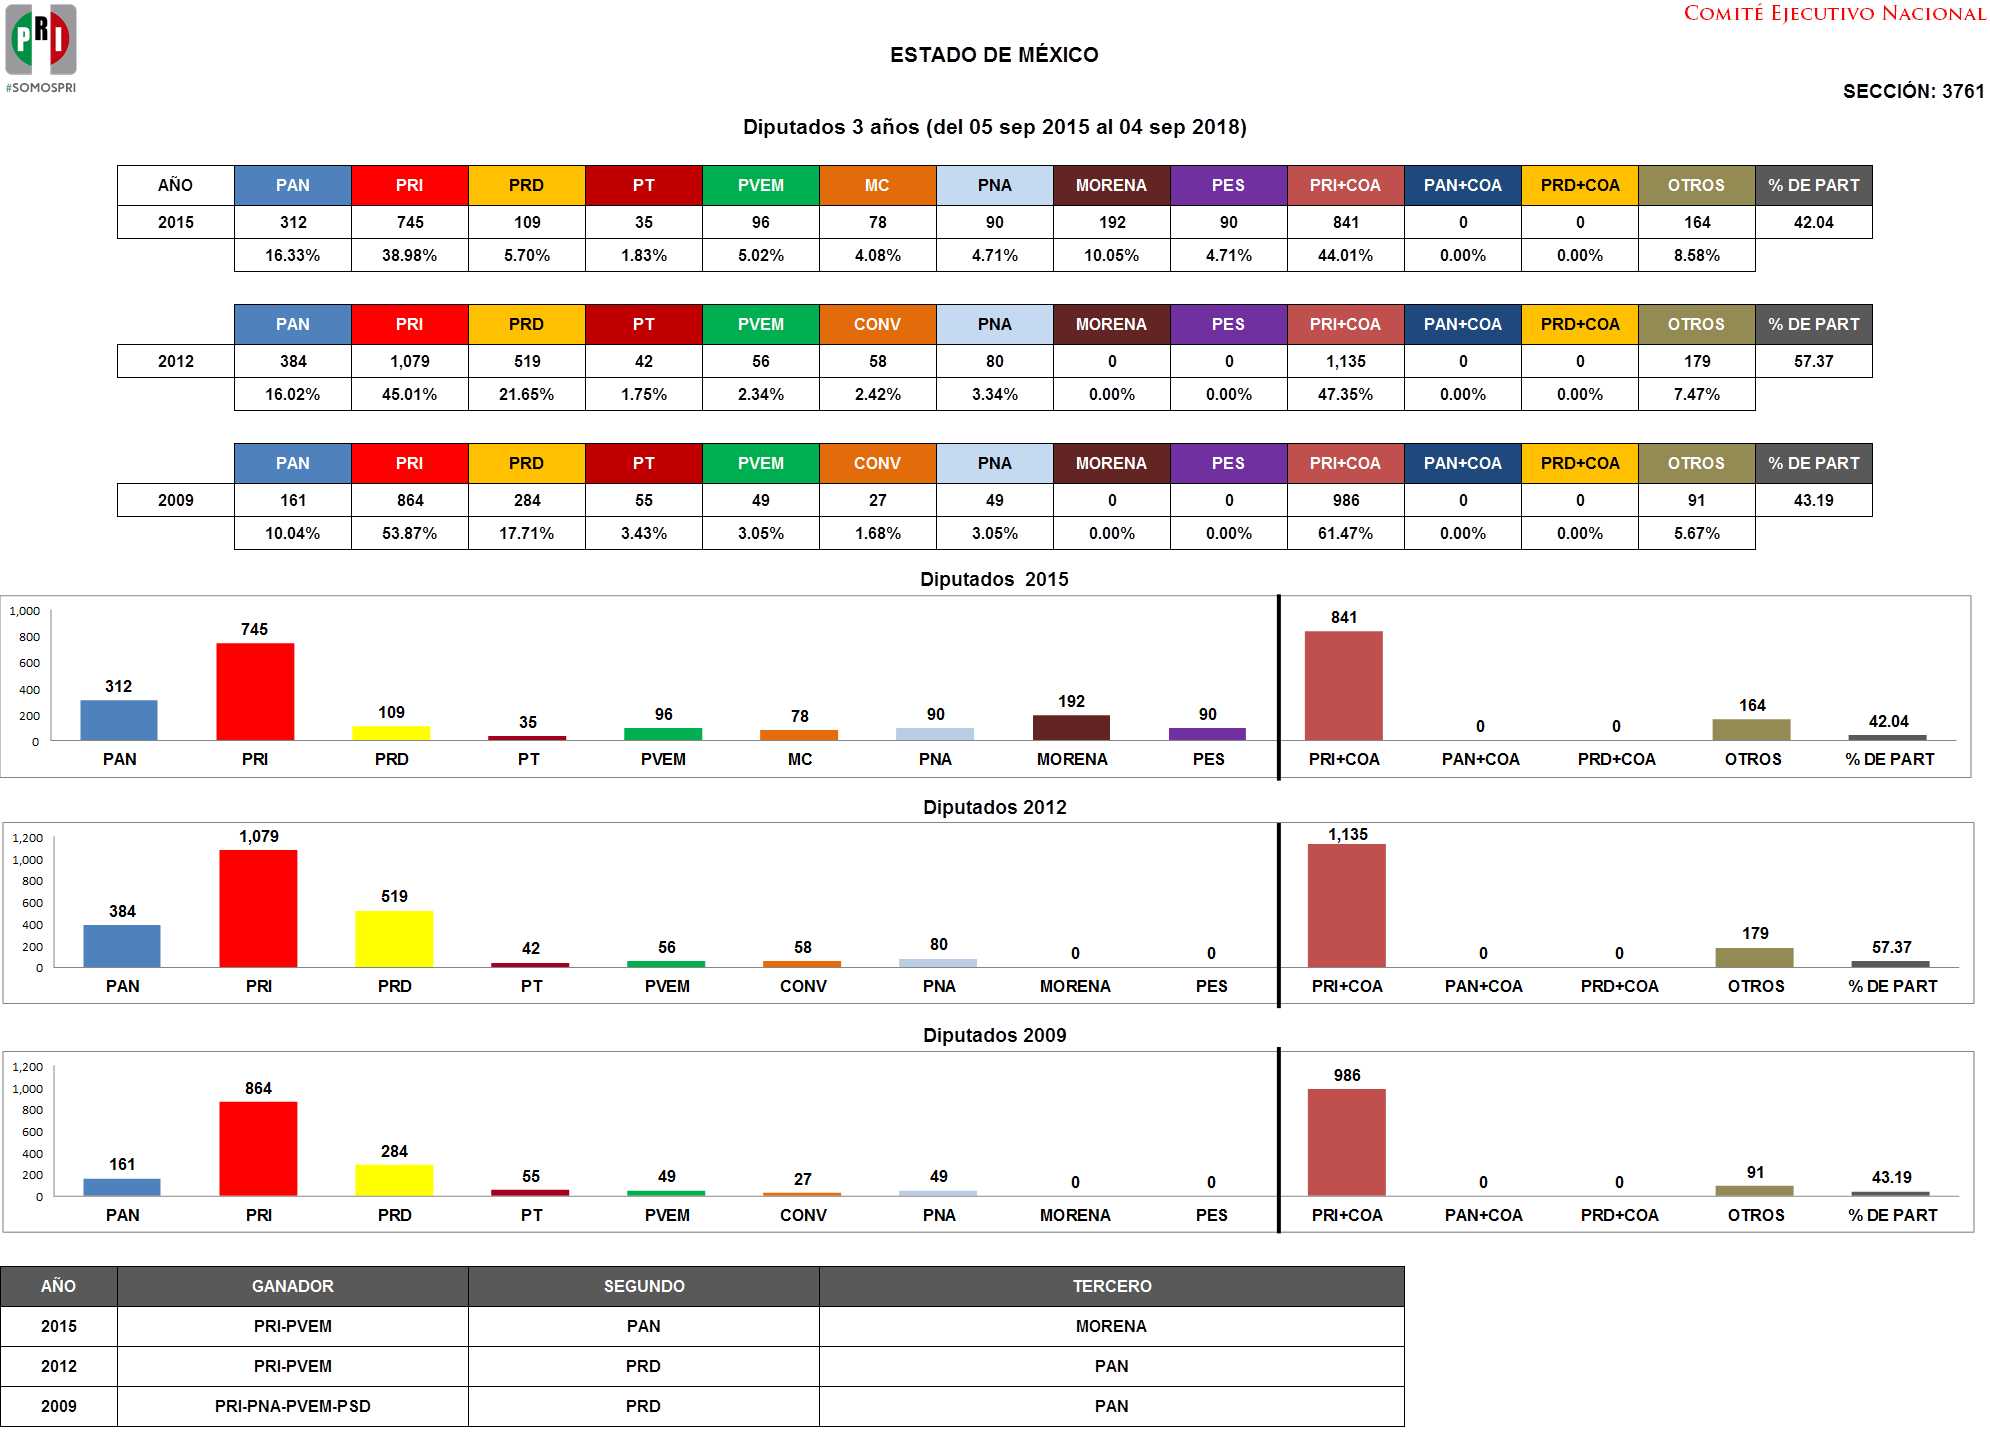 PRI
#SOMOSPRI
COMITÉ EJECUTIVO NACIONAL
ESTADO DE MÉXICO
SECCIÓN: 3761
Diputados 3 años (del 05 sep 2015 al 04 sep 2018)
AÑO PAN PRI PRD PT PVEM MC PNA MORENA PES PRI+COA PAN+COA PRD+COA OTROS % DE PART
2015 312 745 109 35 96 78 90 192 90 841 0 0 164 42.04
16.33% 38.98% 5.70% 1.83% 5.02% 4.08% 4.71% 10.05% 4.71% 44.01% 0.00% 0.00% 8.58%
PAN PRI PRD PT PVEM CONV PNA MORENA PES PRI+COA PAN+COA PRD+COA OTROS % DE PART
2012 384 1,079 519 42 56 58 80 0 0 1,135 0 0 179 57.37
16.02% 45.01% 21.65% 1.75% 2.34% 2.42% 3.34% 0.00% 0.00% 47.35% 0.00% 0.00% 7.47%
PAN PRI PRD PT PVEM CONV PNA MORENA PES PRI+COA PAN+COA PRD+COA OTROS % DE PART
2009 161 864 284 55 49 27 49 0 0 986 0 0 91 43.19
10.04% 53.87% 17.71% 3.43% 3.05% 1.68% 3.05% 0.00% 0.00% 61.47% 0.00% 0.00% 5.67%
Diputados 2015
1,000
800
600
400
200
0
312 745 109 35 96 78 90 192 90 841 0 0 164 42.04
PAN PRI PRD PT PVEM MC PNA MORENA PES PRI+COA PAN+COA PRD+COA OTROS % DE PART
Diputados 2012
1,200
1,000
800
600
400
200
0
384 1,079 519 42 56 58 80 0 0 1,135 0 0 179 57.37
PAN PRI PRD PT PVEM CONV PNA MORENA PES PRI+COA PAN+COA PRD+COA OTROS % DE PART
Diputados 2009
1,200
1,000
800
600
400
200
0
161 864 284 55 49 27 49 0 0 986 0 0 91 43.19
PAN PRI PRD PT PVEM CONV PNA MORENA PES PRI+COA PAN+COA PRD+COA OTROS % DE PART
AÑO GANADOR SEGUNDO TERCERO
2015 PRI-PVEM PAN MORENA
2012 PRI-PVEM PRD PAN
2009 PRI-PNA-PVEM-PSD PRD PAN